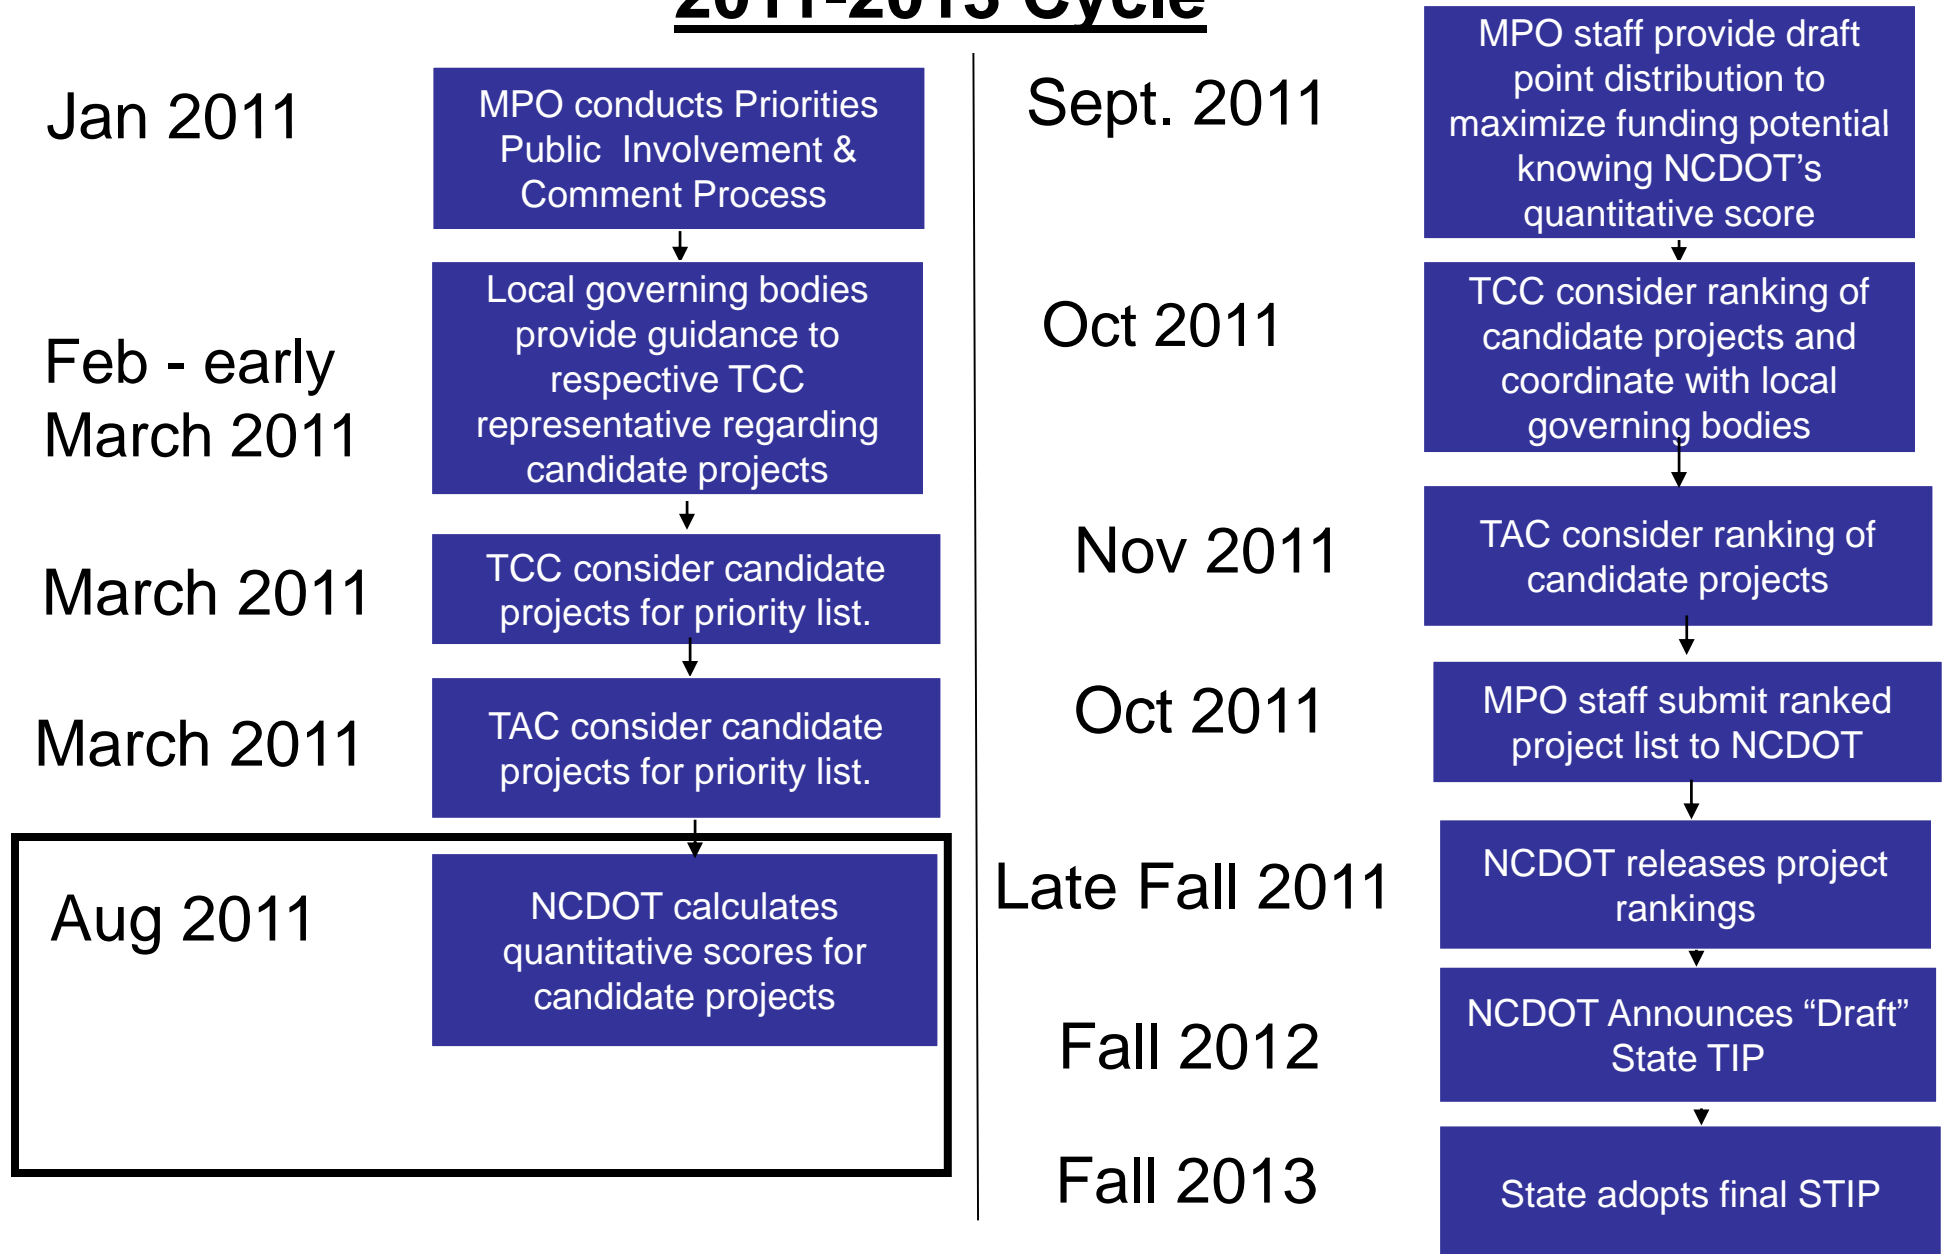 2011-2013 Cycle
Jan 2011
MPO conducts Priorities
Public Involvement &
Comment Process
Feb - early
March 2011
Local governing bodies
provide guidance to
respective TCC
representative regarding
candidate projects
March 2011
TCC consider candidate
projects for priority list.
March 2011
TAC consider candidate
projects for priority list.
Aug 2011
NCDOT calculates
quantitative scores for
candidate projects
Sept. 2011
MPO staff provide draft
point distribution to
maximize funding potential
knowing NCDOT’s
quantitative score
Oct 2011
TCC consider ranking of
candidate projects and
coordinate with local
governing bodies
Nov 2011
TAC consider ranking of
candidate projects
Oct 2011
MPO staff submit ranked
project list to NCDOT
Late Fall 2011
NCDOT releases project
rankings
Fall 2012
NCDOT Announces “Draft”
State TIP
Fall 2013
State adopts final STIP